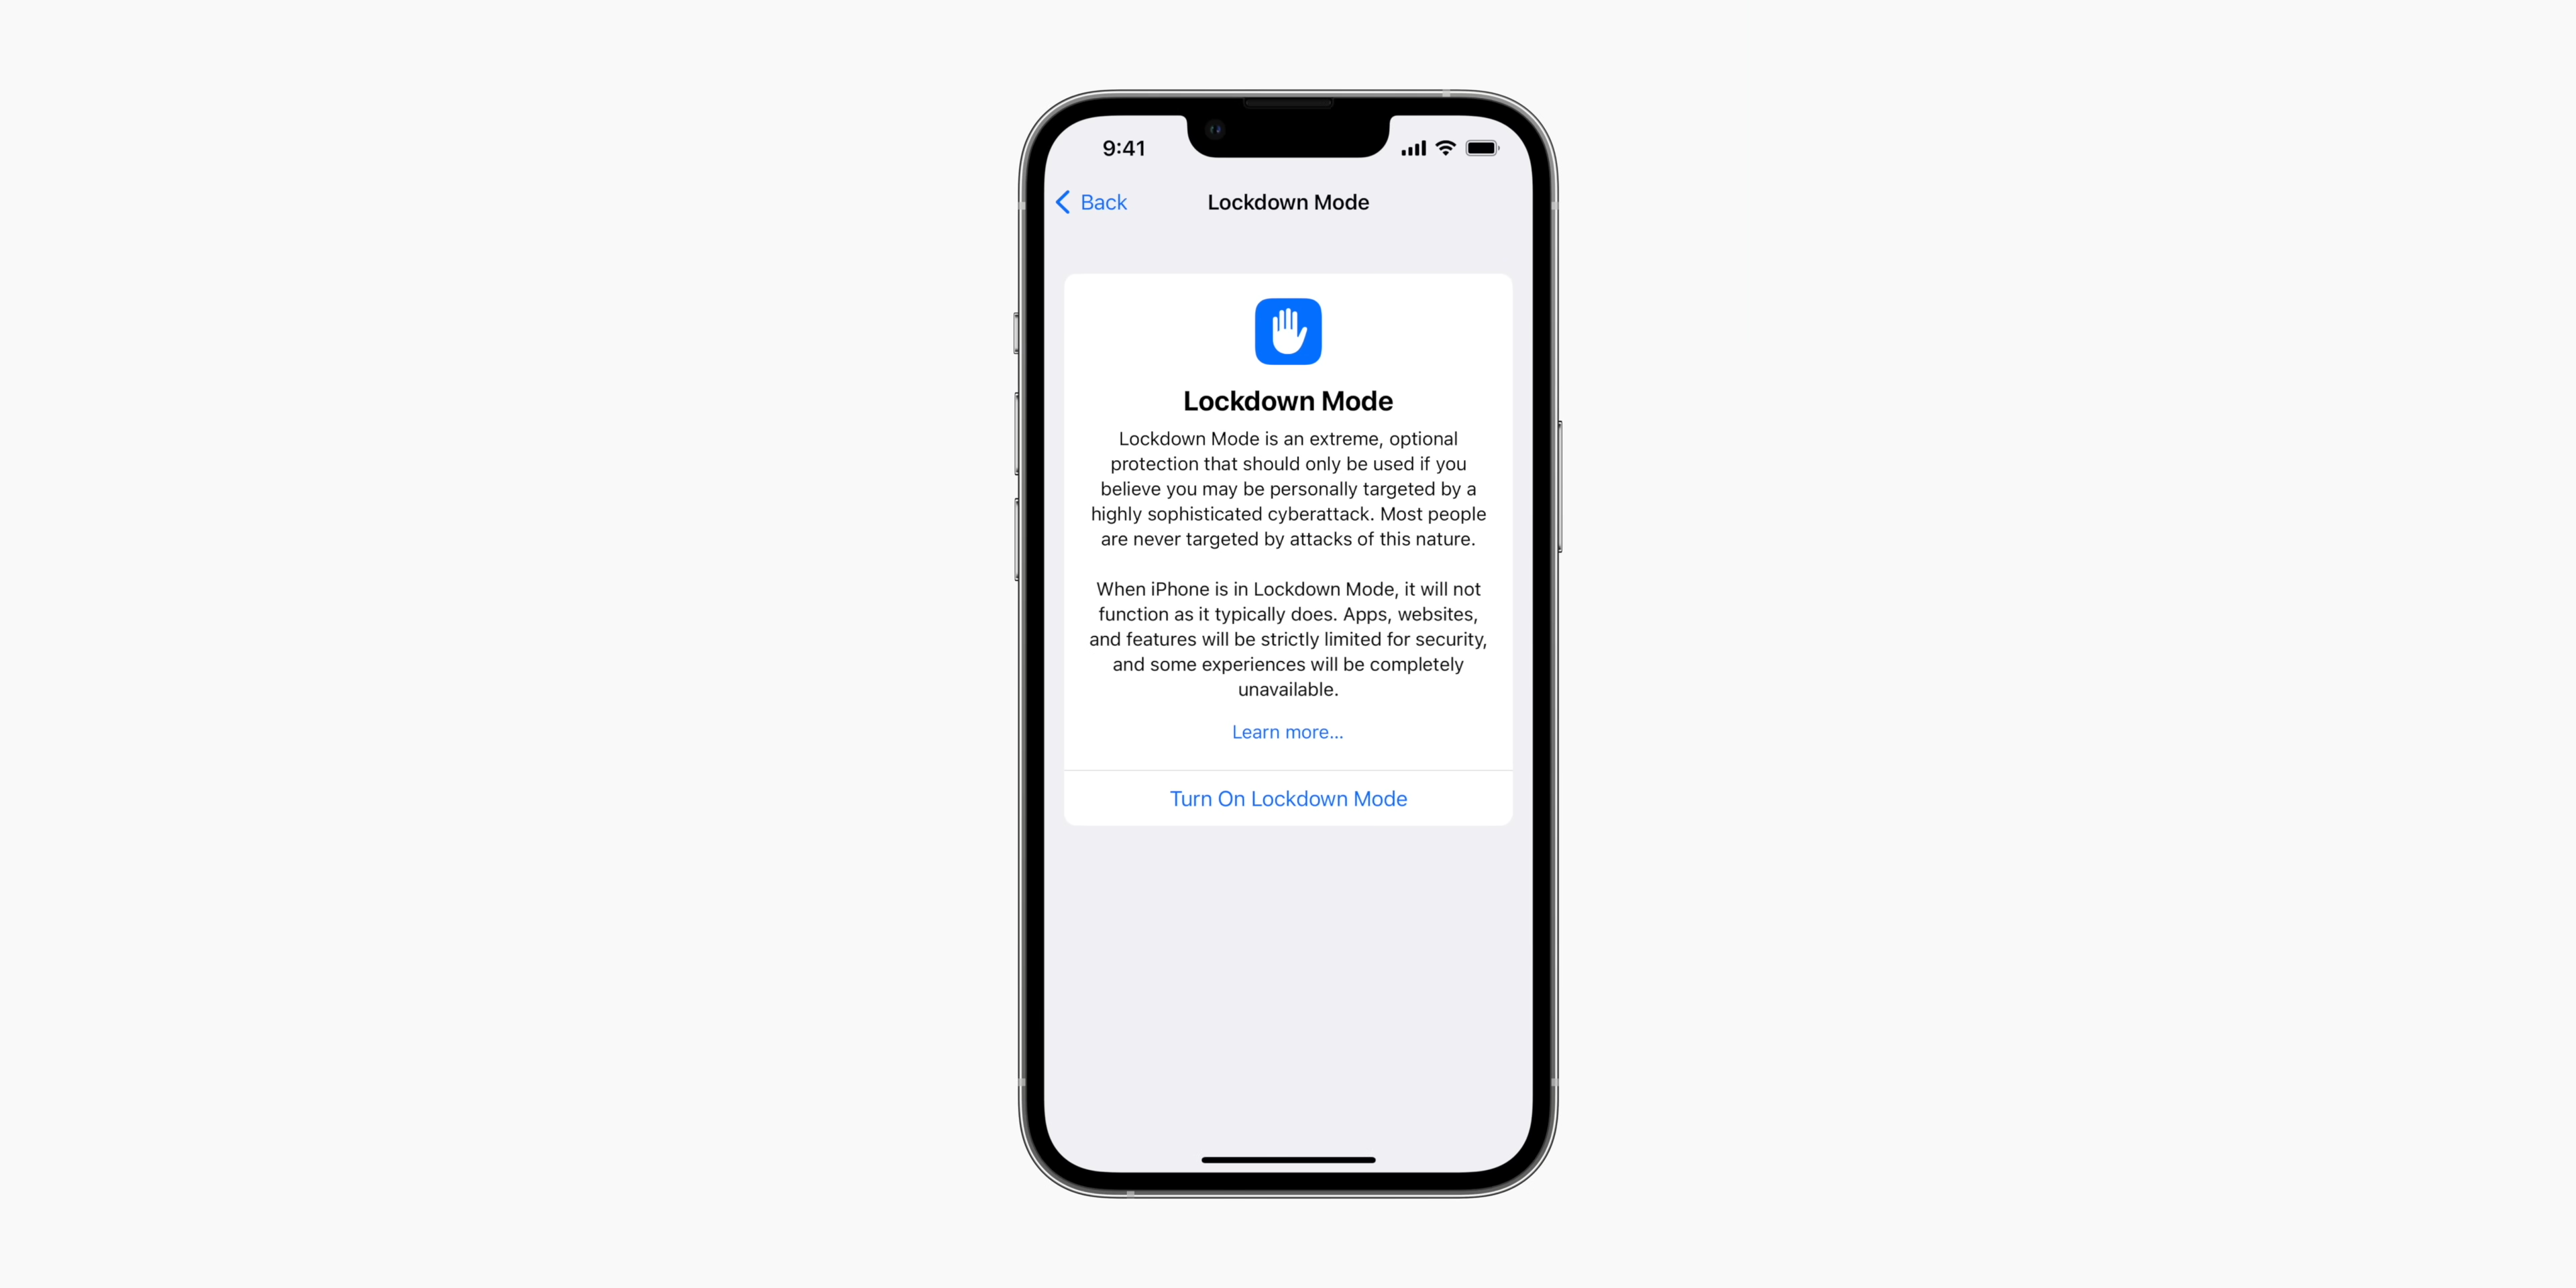 9:41
Back
Lockdown Mode
Lockdown Mode
Lockdown Mode is an extreme, optional
protection that should only be used if you
believe you may be personally targeted by a
highly sophisticated cyberattack. Most people
are never targeted by attacks of this nature.
When iPhone is in Lockdown Mode, it will not
function as it typically does. Apps, websites,
and features will be strictly limited for security,
and some experiences will be completely
unavailable.
Learn more...
Turn On Lockdown Mode